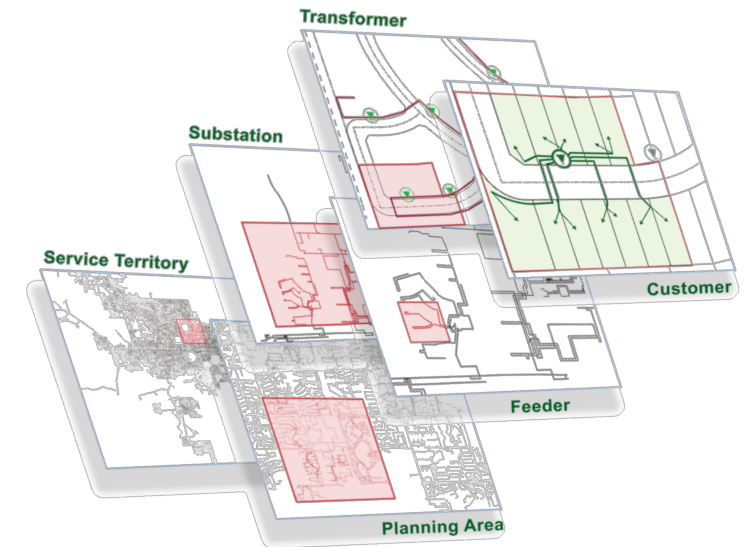 Transformer
Substation
Service Territory
Customer
Feeder
Planning Area